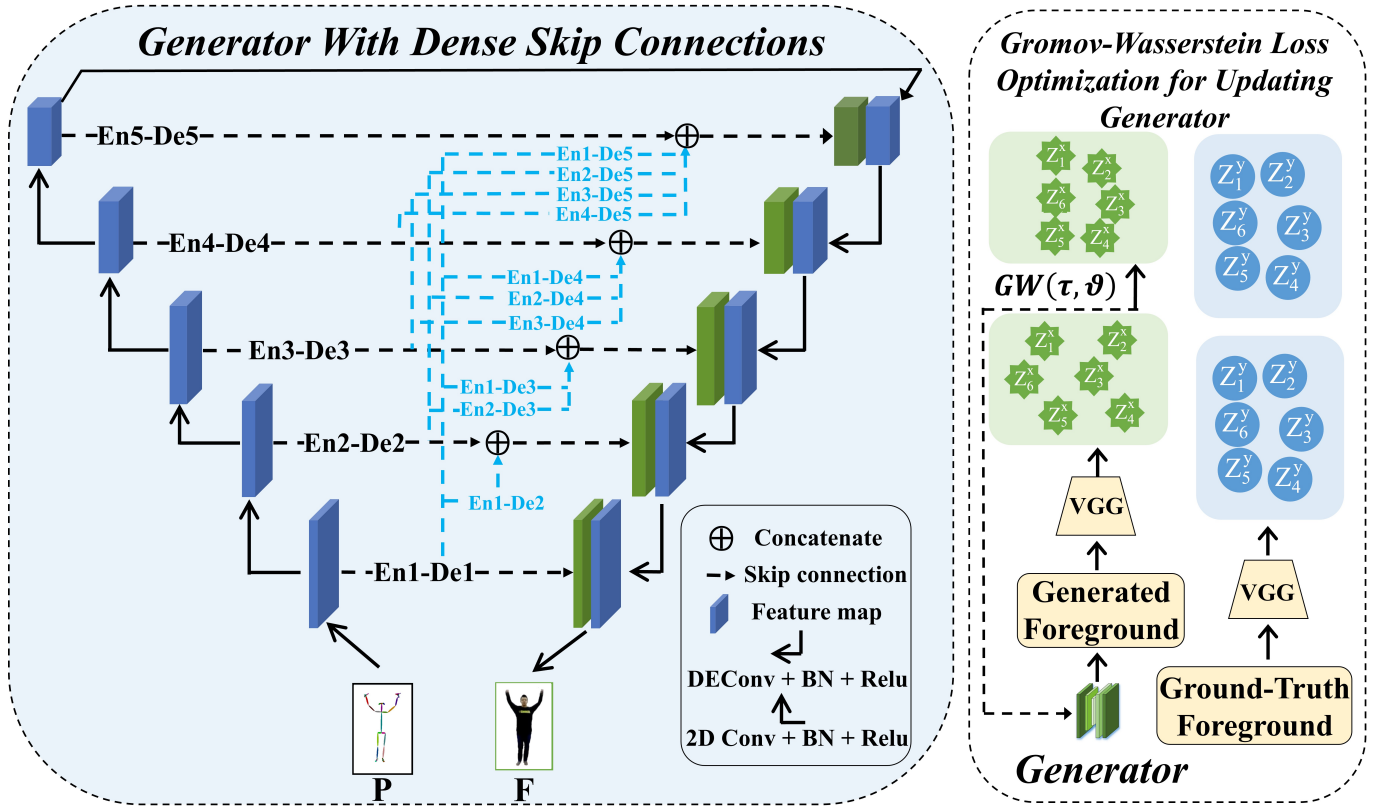 Generator With Dense Skip Connections
En5-De5
En1-De5
En2-De5
En3-De5
En4-De5
En4-De4
En1-De4
En2-De4
En3-De4
En3-De3
En1-De3
En2-De3
En2-De2
En1-De2
En1-De1
Concatenate
Skip connection
Feature map
DEConv + BN + Relu
2D Conv + BN + Relu
P
F
Gromov-Wasserstein Loss
Optimization for Updating
Generator
Z₁ˣ
Z₂ˣ
Z₆ˣ
Z₃ˣ
Z₅ˣ
Z₄ˣ
Z₁ʸ
Z₂ʸ
Z₆ʸ
Z₃ʸ
Z₅ʸ
Z₄ʸ
GW(τ, ϑ)
Z₁ˣ
Z₂ˣ
Z₆ˣ
Z₃ˣ
Z₅ˣ
Z₄ˣ
Z₁ʸ
Z₂ʸ
Z₆ʸ
Z₃ʸ
Z₅ʸ
Z₄ʸ
VGG
Generated
Foreground
VGG
Ground-Truth
Foreground
Generator